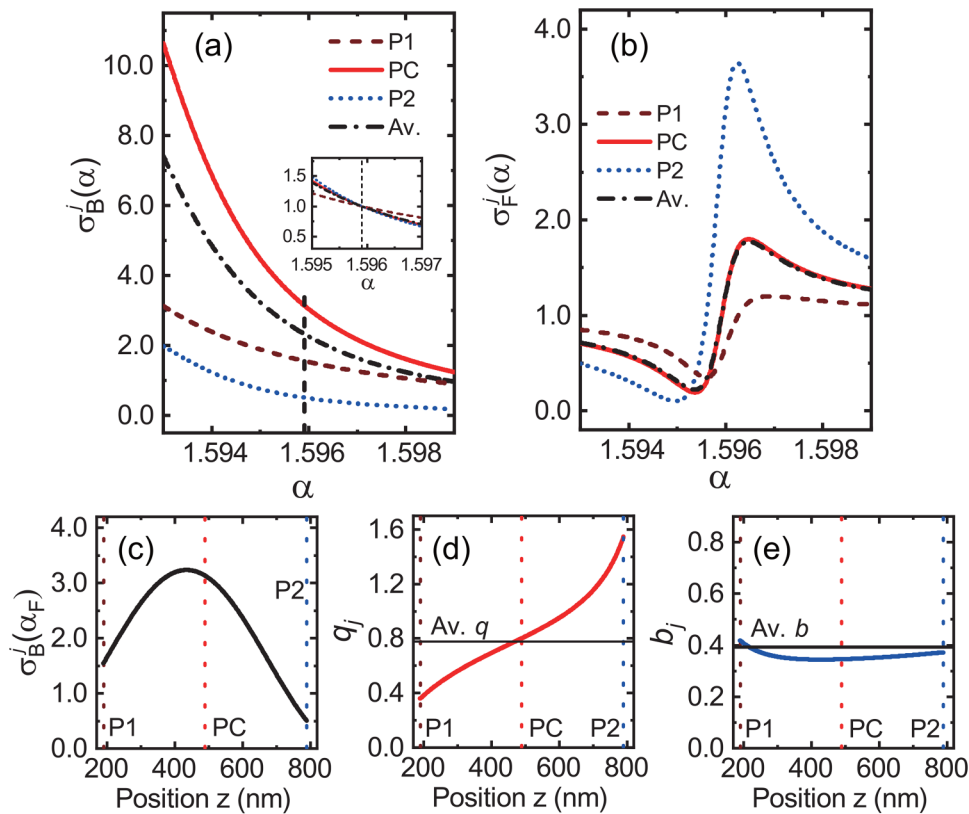 (a)
P1
PC
P2
Av.
10.0
8.0
6.0
4.0
2.0
0.0
σ_B^j(α)
1.5
1.0
0.5
1.595 1.596 1.597
α
1.594 1.596 1.598
α
(b)
P1
PC
P2
Av.
4.0
3.0
2.0
1.0
0.0
σ_F^j(α)
1.594 1.596 1.598
α
(c)
4.0
3.0
2.0
1.0
0.0
σ_B^j(α_F)
P2
P1
PC
200 400 600 800
Position z (nm)
(d)
1.6
1.2
0.8
0.4
0.0
q_j
Av. q
P1
PC
P2
200 400 600 800
Position z (nm)
(e)
0.8
0.6
0.4
0.2
0.0
b_j
Av. b
P1
PC
P2
200 400 600 800
Position z (nm)